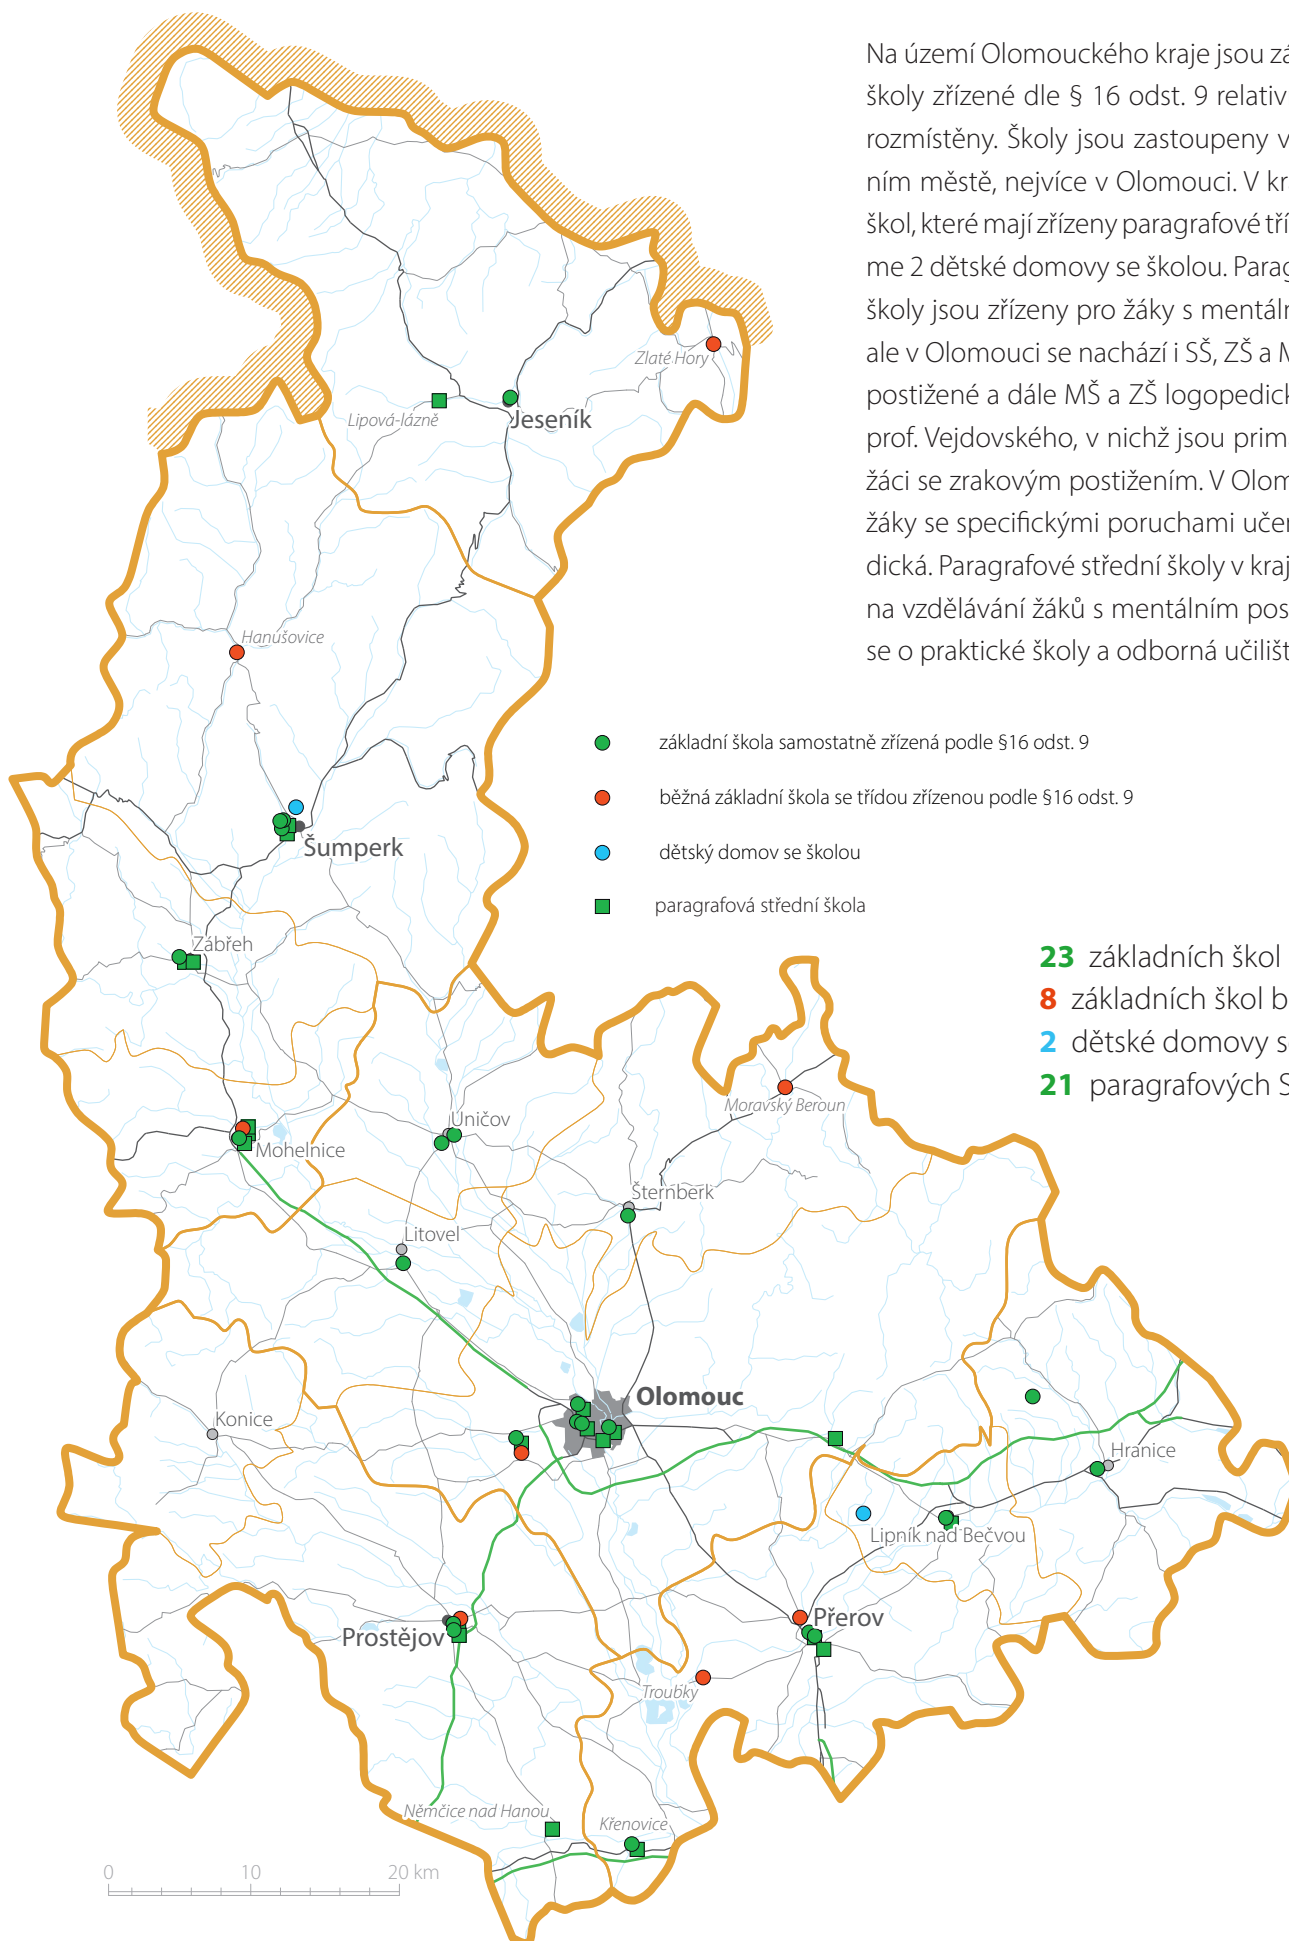 Na území Olomouckého kraje jsou zá
školy zřízené dle § 16 odst. 9 relativ
rozmístěny. Školy jsou zastoupeny v
ním městě, nejvíce v Olomouci. V kr
škol, které mají zřízeny paragrafové tří
me 2 dětské domovy se školou. Parag
školy jsou zřízeny pro žáky s mentáln
ale v Olomouci se nachází i SŠ, ZŠ a M
postižené a dále MŠ a ZŠ logopedick
prof. Vejdovského, v nichž jsou prim
žáci se zrakovým postižením. V Olom
žáky se specifickými poruchami učen
dická. Paragrafové střední školy v kraj
na vzdělávání žáků s mentálním pos
se o praktické školy a odborná učilišt
Zlaté Hory
Lipová-lázně
Jeseník
Hanušovice
základní škola samostatně zřízená podle §16 odst. 9
běžná základní škola se třídou zřízenou podle §16 odst. 9
dětský domov se školou
paragrafová střední škola
Šumperk
Zábřeh
23 základních škol
8 základních škol b
2 dětské domovy s
21 paragrafových S
Moravský Beroun
Uničov
Mohelnice
Šternberk
Litovel
Olomouc
Konice
Hranice
Lipník nad Bečvou
Přerov
Prostějov
Troubky
Němčice nad Hanou
Křenovice
0 10 20 km